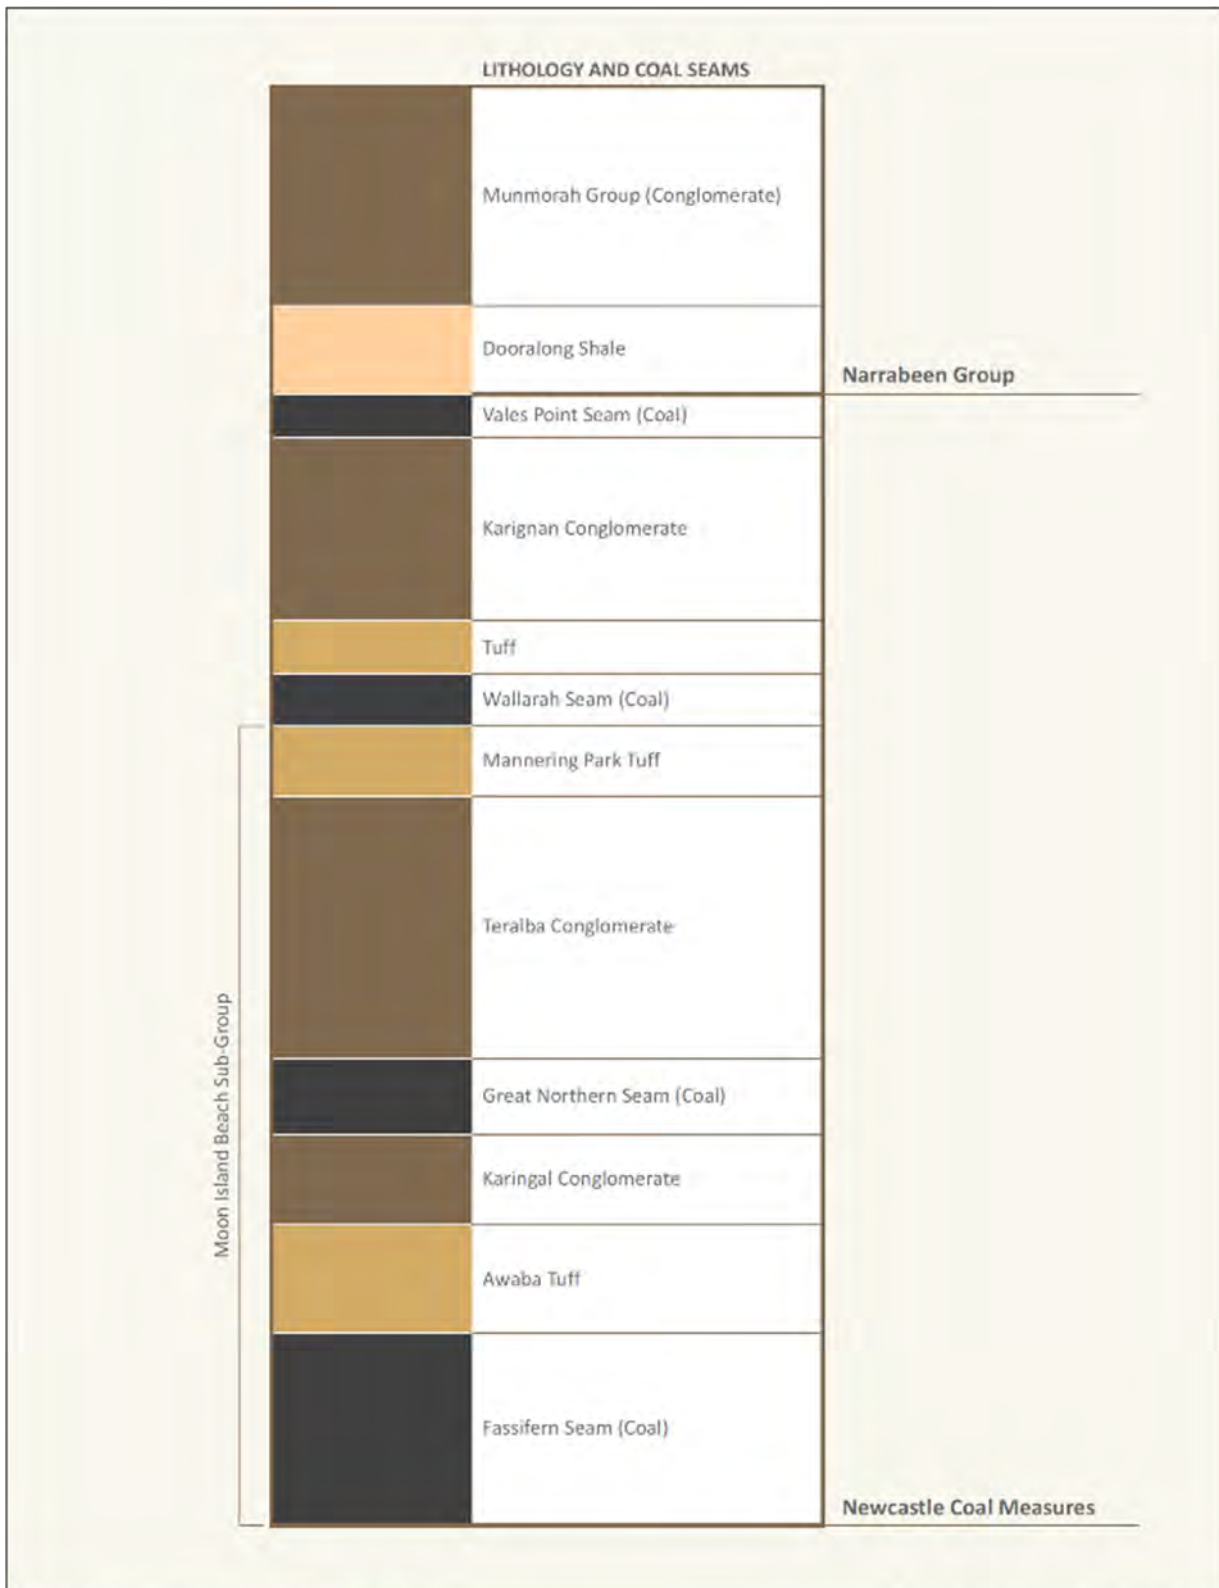 LITHOLOGY AND COAL SEAMS
Munmorah Group (Conglomerate)
Dooralong Shale
Narrabeen Group
Vales Point Seam (Coal)
Karignan Conglomerate
Tuff
Wallarah Seam (Coal)
Mannering Park Tuff
Teralba Conglomerate
Moon Island Beach Sub-Group
Great Northern Seam (Coal)
Karingal Conglomerate
Awaba Tuff
Fassifern Seam (Coal)
Newcastle Coal Measures